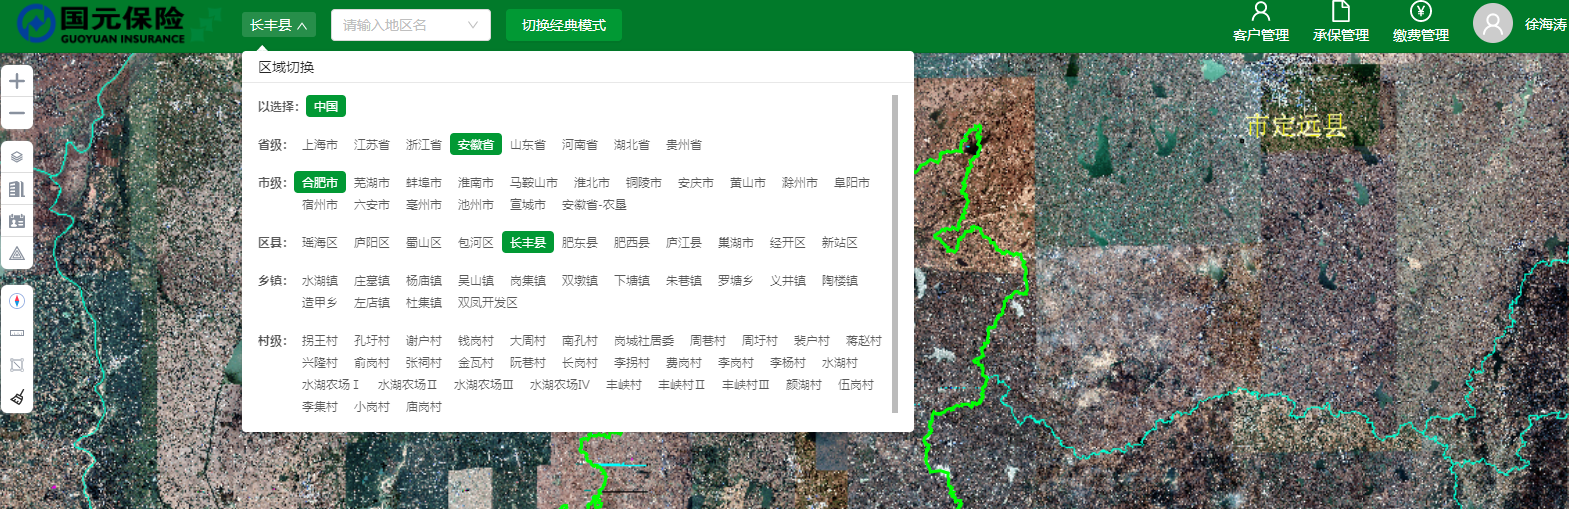 国元保险
GUOYUAN INSURANCE
长丰县
请输入地区名
切换经典模式
客户管理
承保管理
缴费管理
徐海涛
区域切换
以选择: 中国
省级: 上海市 江苏省 浙江省 安徽省 山东省 河南省 湖北省 贵州省
市级: 合肥市 芜湖市 蚌埠市 淮南市 马鞍山市 淮北市 铜陵市 安庆市 黄山市 滁州市 阜阳市
宿州市 六安市 亳州市 池州市 宣城市 安徽省-农垦
区县: 瑶海区 庐阳区 蜀山区 包河区 长丰县 肥东县 肥西县 庐江县 巢湖市 经开区 新站区
乡镇: 水湖镇 庄墓镇 杨庙镇 吴山镇 岗集镇 双墩镇 下塘镇 朱巷镇 罗塘乡 义井镇 陶楼镇
造甲乡 左店镇 杜集镇 双凤开发区
村级: 拐王村 孔圩村 谢户村 钱岗村 大周村 南孔村 岗域社居委 周巷村 周圩村 裴户村 蒋赵村
兴隆村 俞岗村 张祠村 金瓦村 阮巷村 长岗村 李拐村 费岗村 李岗村 李杨村 水湖村
水湖农场Ⅰ 水湖农场Ⅱ 水湖农场Ⅲ 水湖农场Ⅳ 丰峡村 丰峡村Ⅱ 丰峡村Ⅲ 颜湖村 伍岗村
李集村 小岗村 庙岗村
市定远县